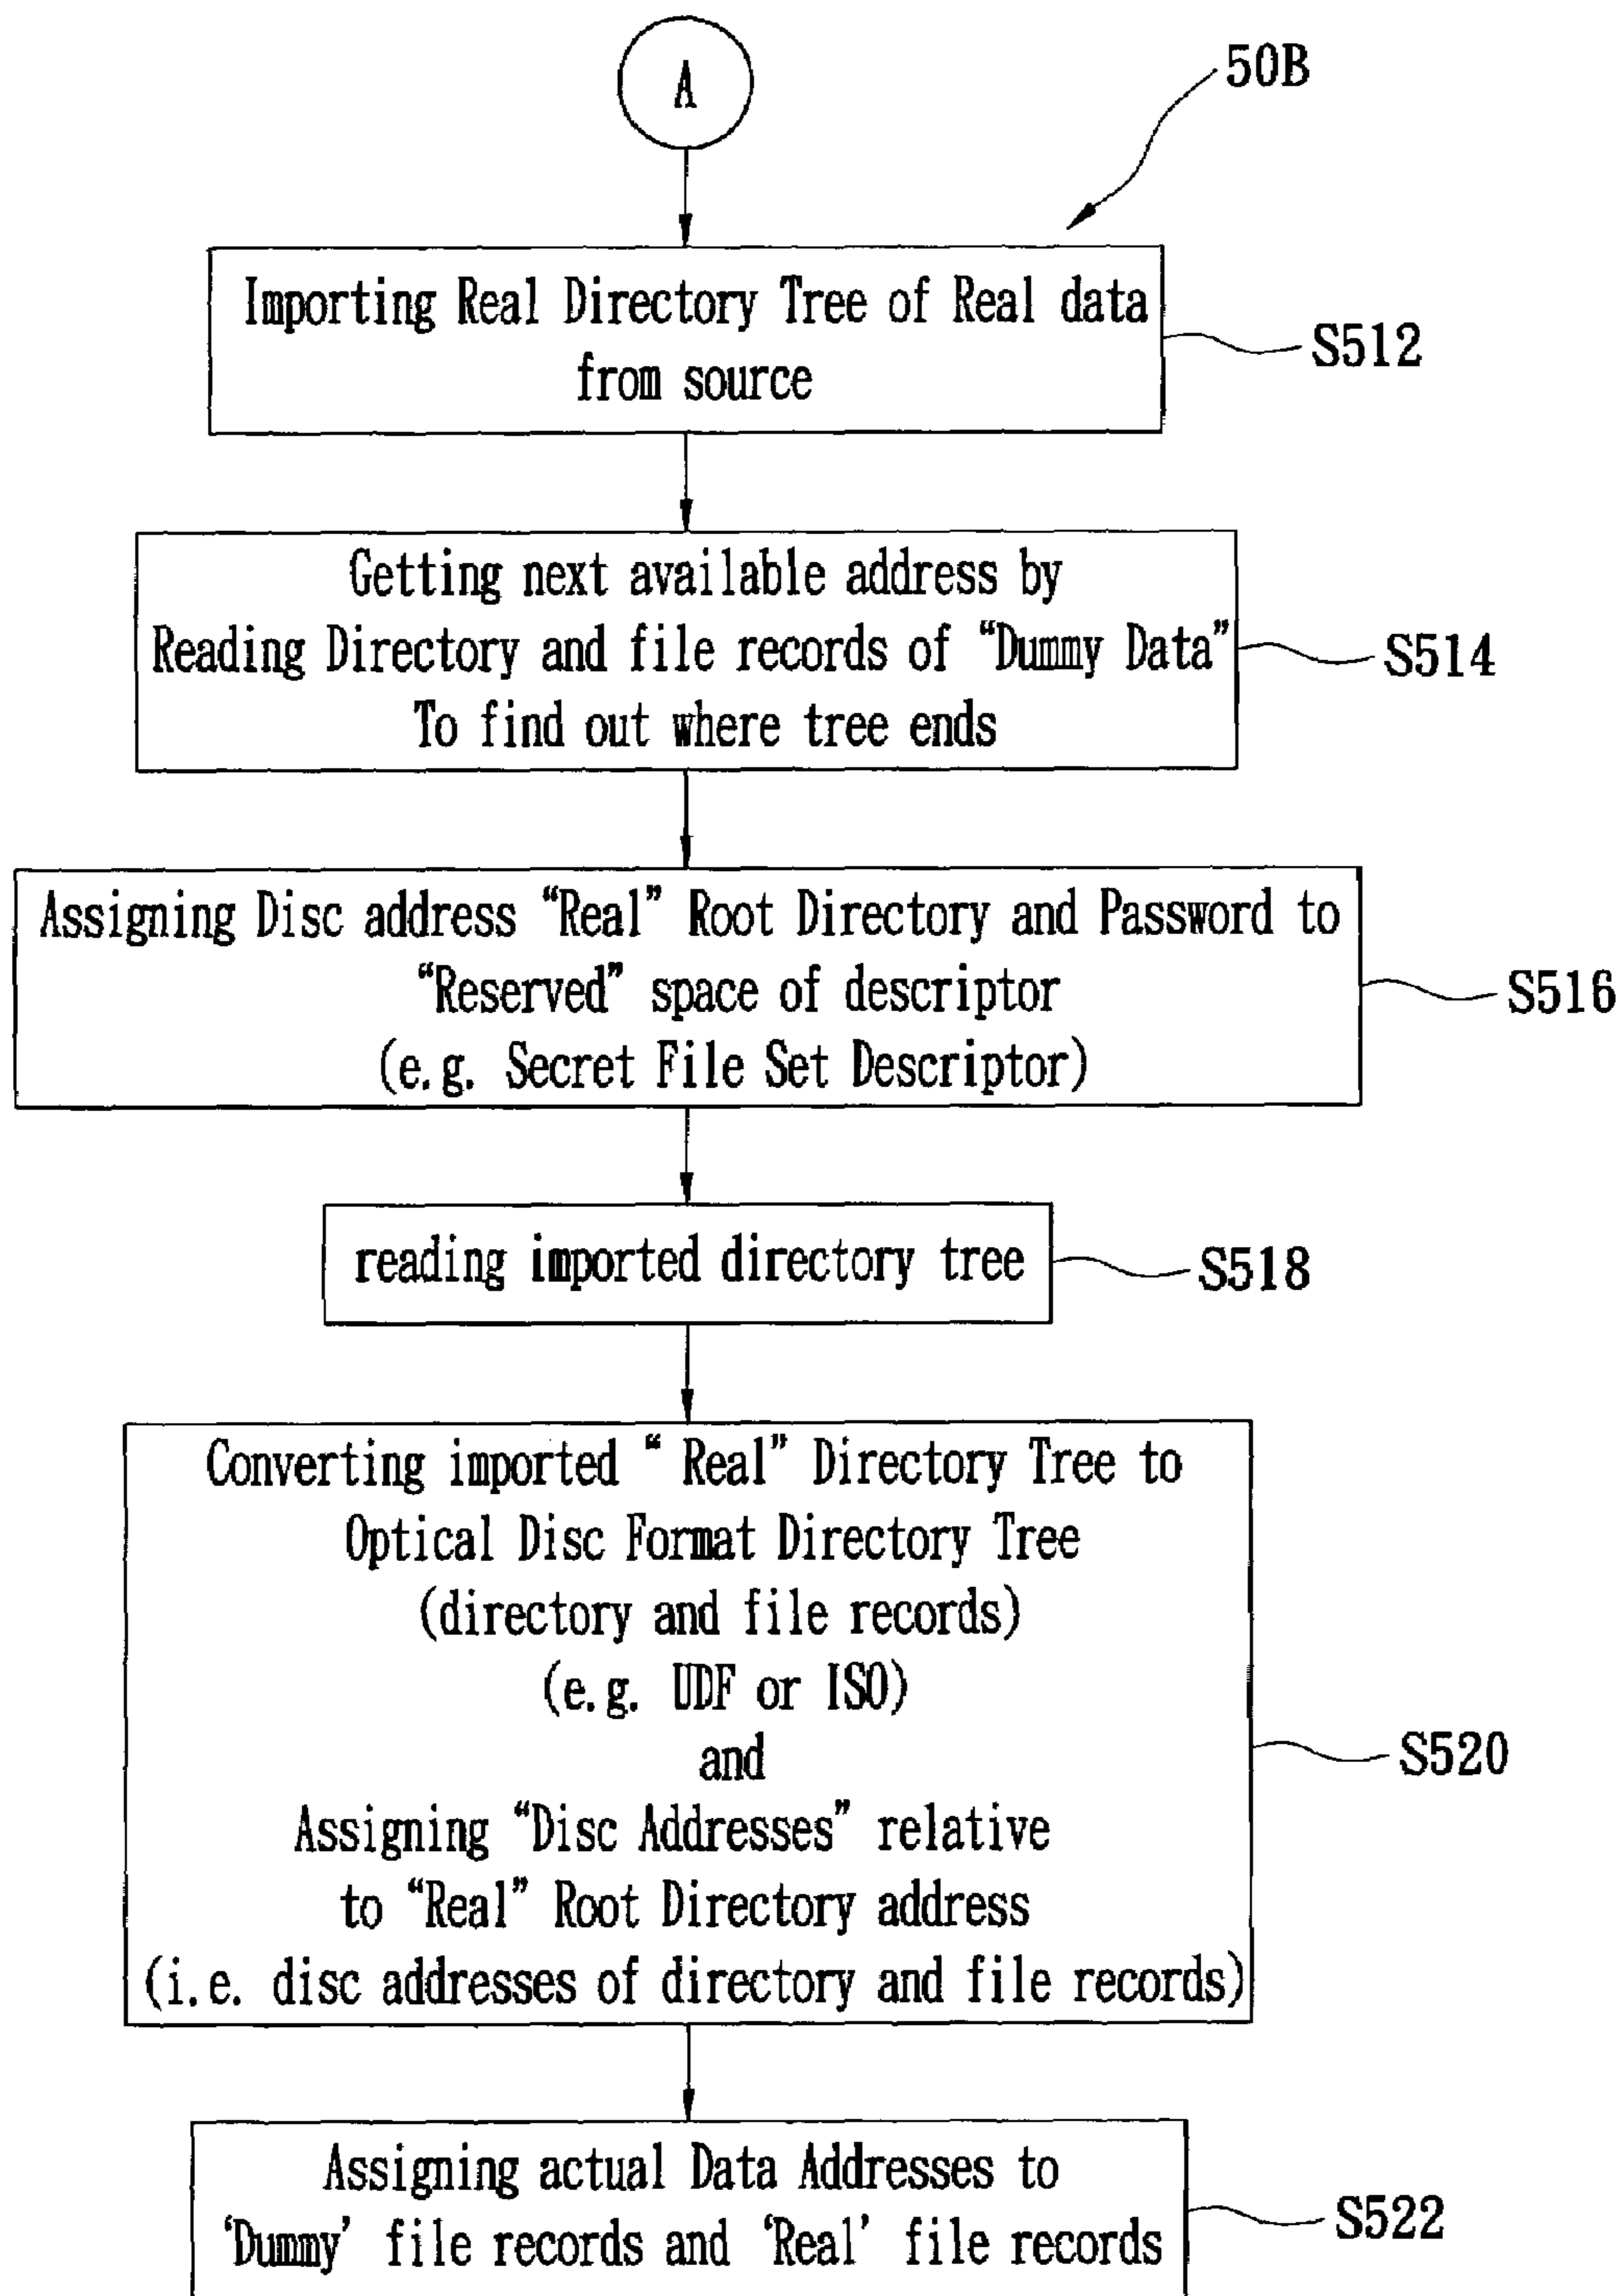 A
50B
Importing Real Directory Tree of Real data
from source
S512
Getting next available address by
Reading Directory and file records of “Dummy Data”
To find out where tree ends
S514
Assigning Disc address “Real” Root Directory and Password to
“Reserved” space of descriptor
(e.g. Secret File Set Descriptor)
S516
reading imported directory tree
S518
Converting imported “ Real” Directory Tree to
Optical Disc Format Directory Tree
(directory and file records)
(e.g. UDF or ISO)
and
Assigning “Disc Addresses” relative
to “Real” Root Directory address
(i.e. disc addresses of directory and file records)
S520
Assigning actual Data Addresses to
‘Dummy’ file records and ‘Real’ file records
S522